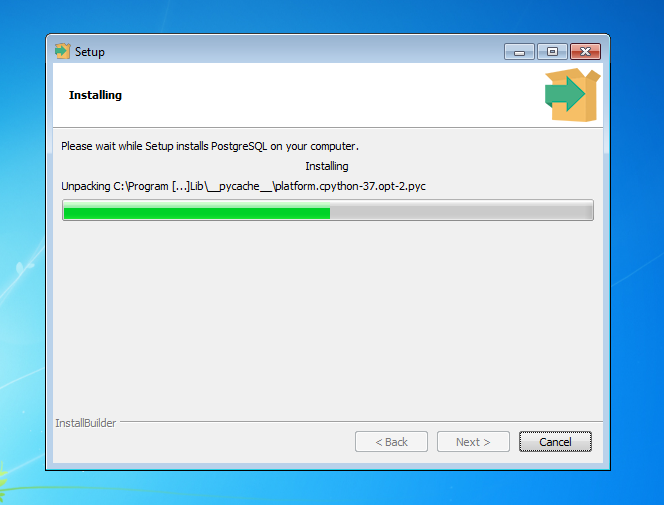 Setup
Installing
Please wait while Setup installs PostgreSQL on your computer.
Installing
Unpacking C:\Program [...]Lib\__pycache__\platform.cpython-37.opt-2.pyc
InstallBuilder
< Back
Next >
Cancel